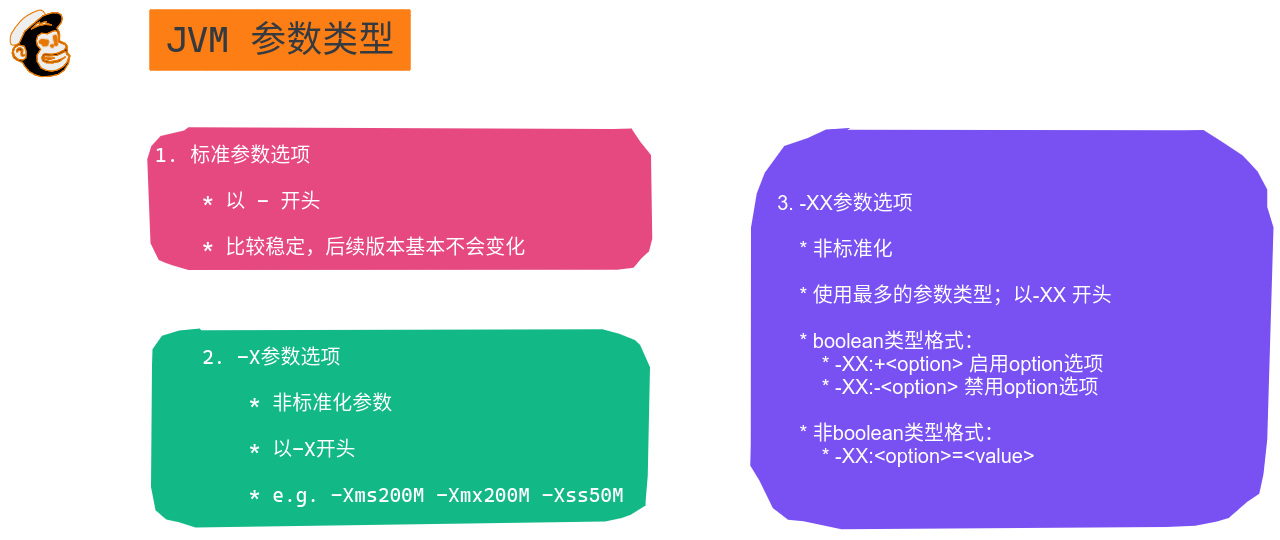 JVM 参数类型
1. 标准参数选项
* 以 - 开头
* 比较稳定，后续版本基本不会变化
2. -X参数选项
* 非标准化参数
* 以-X开头
* e.g. -Xms200M -Xmx200M -Xss50M
3. -XX参数选项
* 非标准化
* 使用最多的参数类型；以-XX 开头
* boolean类型格式：
* -XX:+<option> 启用option选项
* -XX:-<option> 禁用option选项
* 非boolean类型格式：
* -XX:<option>=<value>